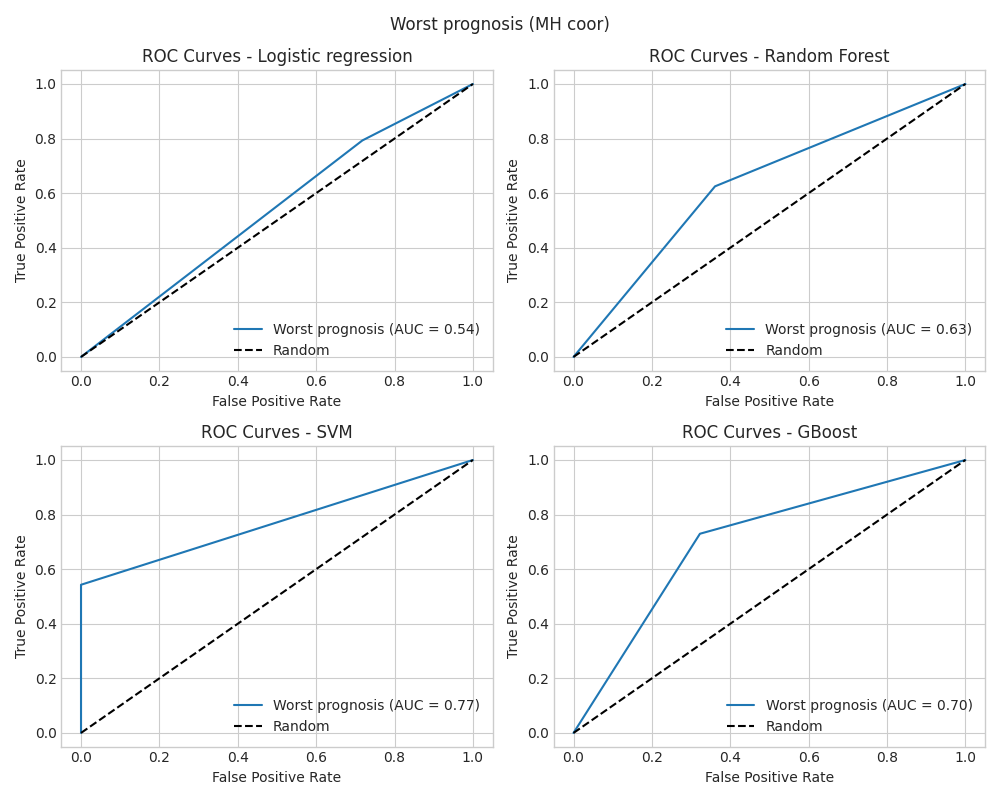 Worst prognosis (MH coor)
ROC Curves - Logistic regression
1.0
0.8
0.6
0.4
0.2
0.0
True Positive Rate
Worst prognosis (AUC = 0.54)
Random
0.0 0.2 0.4 0.6 0.8 1.0
False Positive Rate
ROC Curves - Random Forest
1.0
0.8
0.6
0.4
0.2
0.0
True Positive Rate
Worst prognosis (AUC = 0.63)
Random
0.0 0.2 0.4 0.6 0.8 1.0
False Positive Rate
ROC Curves - SVM
1.0
0.8
0.6
0.4
0.2
0.0
True Positive Rate
Worst prognosis (AUC = 0.77)
Random
0.0 0.2 0.4 0.6 0.8 1.0
False Positive Rate
ROC Curves - GBoost
1.0
0.8
0.6
0.4
0.2
0.0
True Positive Rate
Worst prognosis (AUC = 0.70)
Random
0.0 0.2 0.4 0.6 0.8 1.0
False Positive Rate